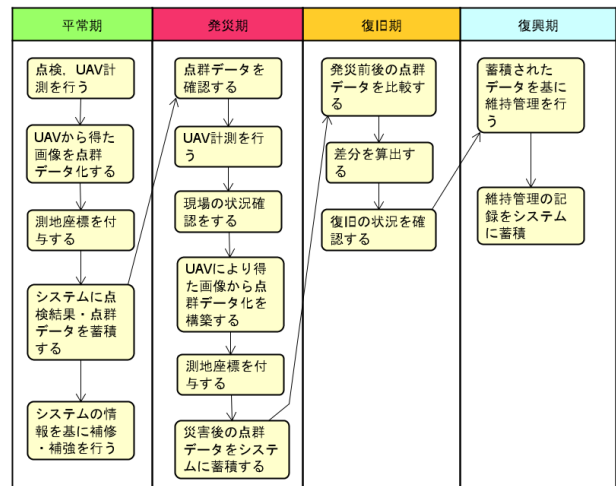 平常期
発災期
復旧期
復興期
点検，UAV計
測を行う
UAVから得た
画像を点群
データ化する
測地座標を付
与する
システムに点
検結果・点群
データを蓄積
する
システムの情
報を基に補修
・補強を行う
点群データを
確認する
UAV計測を行
う
現場の状況確
認をする
UAVにより得
た画像から点
群データ化を
構築する
測地座標を付
与する
災害後の点群
データをシステ
ムに蓄積する
発災前後の点群
データを比較す
る
差分を算出す
る
復旧の状況を確
認する
蓄積された
データを基に
維持管理を行
う
維持管理の記
録をシステム
に蓄積